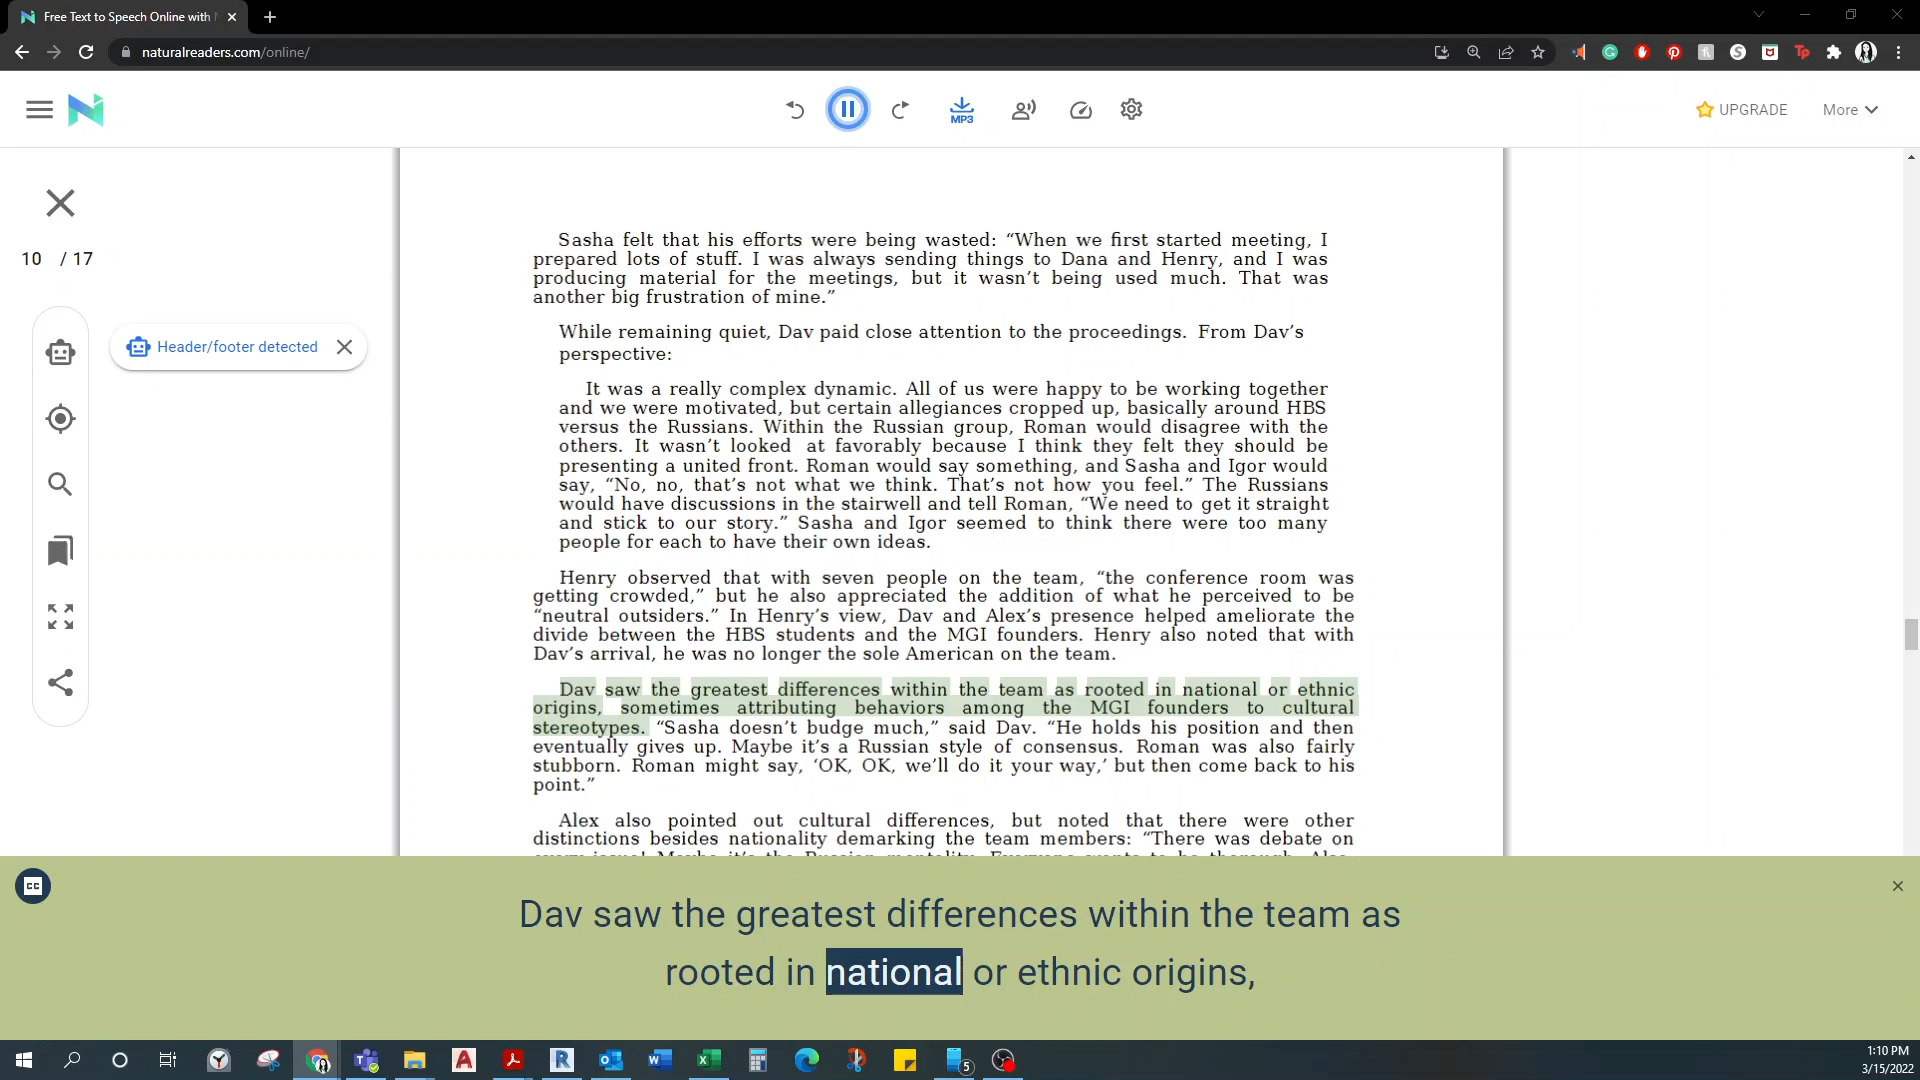 Free Text to Speech Online with
naturalreaders.com/online/
MP3
UPGRADE
More
10 / 17
Header/footer detected
Sasha felt that his efforts were being wasted: “When we first started meeting, I
prepared lots of stuff. I was always sending things to Dana and Henry, and I was
producing material for the meetings, but it wasn’t being used much. That was
another big frustration of mine.”
While remaining quiet, Dav paid close attention to the proceedings. From Dav’s
perspective:
It was a really complex dynamic. All of us were happy to be working together
and we were motivated, but certain allegiances cropped up, basically around HBS
versus the Russians. Within the Russian group, Roman would disagree with the
others. It wasn’t looked at favorably because I think they felt they should be
presenting a united front. Roman would say something, and Sasha and Igor would
say, “No, no, that’s not what we think. That’s not how you feel.” The Russians
would have discussions in the stairwell and tell Roman, “We need to get it straight
and stick to our story.” Sasha and Igor seemed to think there were too many
people for each to have their own ideas.
Henry observed that with seven people on the team, “the conference room was
getting crowded,” but he also appreciated the addition of what he perceived to be
“neutral outsiders.” In Henry’s view, Dav and Alex’s presence helped ameliorate the
divide between the HBS students and the MGI founders. Henry also noted that with
Dav’s arrival, he was no longer the sole American on the team.
Dav saw the greatest differences within the team as rooted in national or ethnic
origins, sometimes attributing behaviors among the MGI founders to cultural
stereotypes. “Sasha doesn’t budge much,” said Dav. “He holds his position and then
eventually gives up. Maybe it’s a Russian style of consensus. Roman was also fairly
stubborn. Roman might say, ‘OK, OK, we’ll do it your way,’ but then come back to his
point.”
Alex also pointed out cultural differences, but noted that there were other
distinctions besides nationality demarking the team members: “There was debate on
CC
Dav saw the greatest differences within the team as
rooted in national or ethnic origins,
5
1:10 PM
3/15/2022